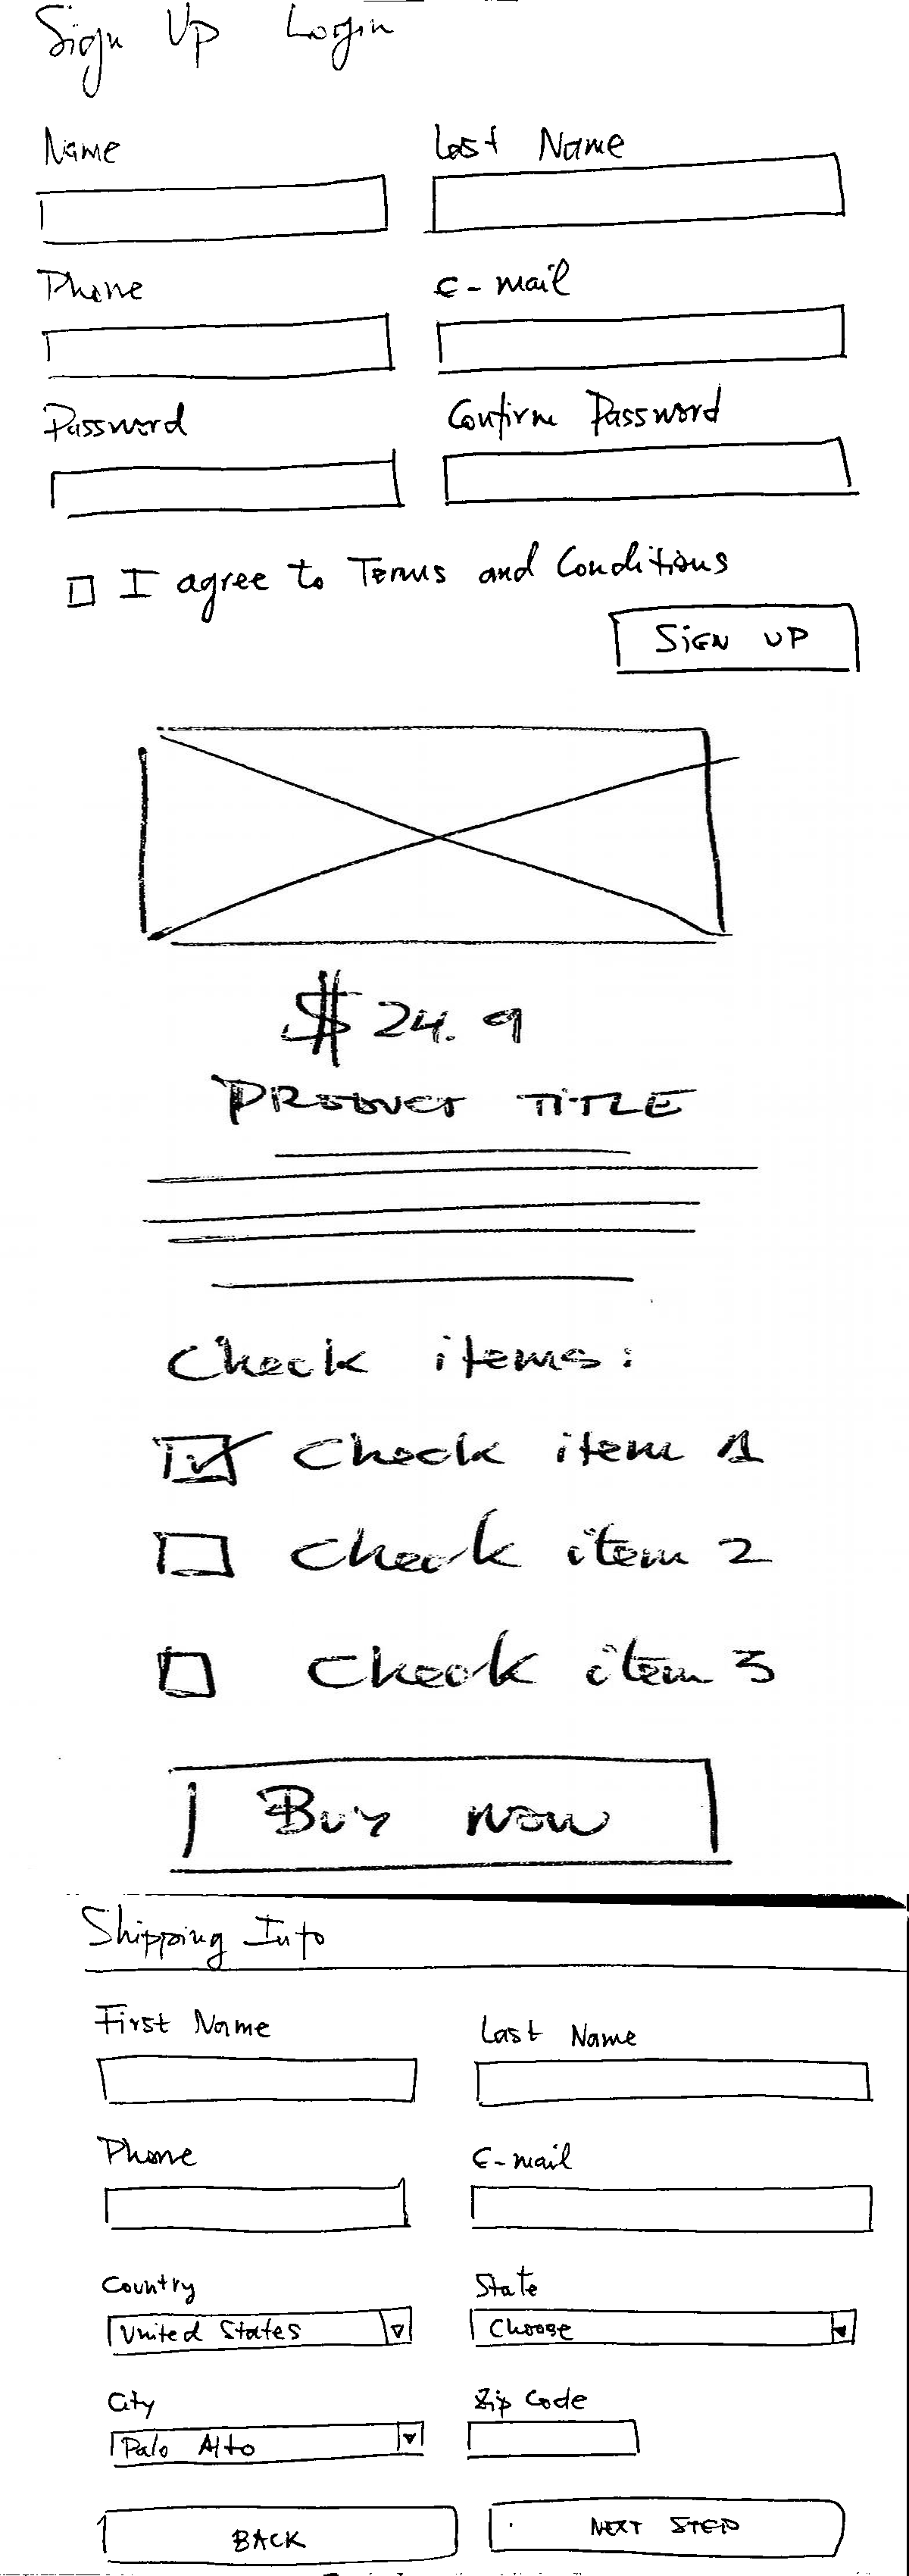 Sign Up Login
Name Last Name
Phone E-mail
Password Confirm Password
I agree to Terms and Conditions
SIGN UP
$24.9
PRODUCT TITLE
Check items:
Check item 1
Check item 2
Check item 3
Buy now
Shipping Info
First Name Last Name
Phone E-mail
Country State
United States Choose
City Zip Code
Palo Alto
BACK NEXT STEP